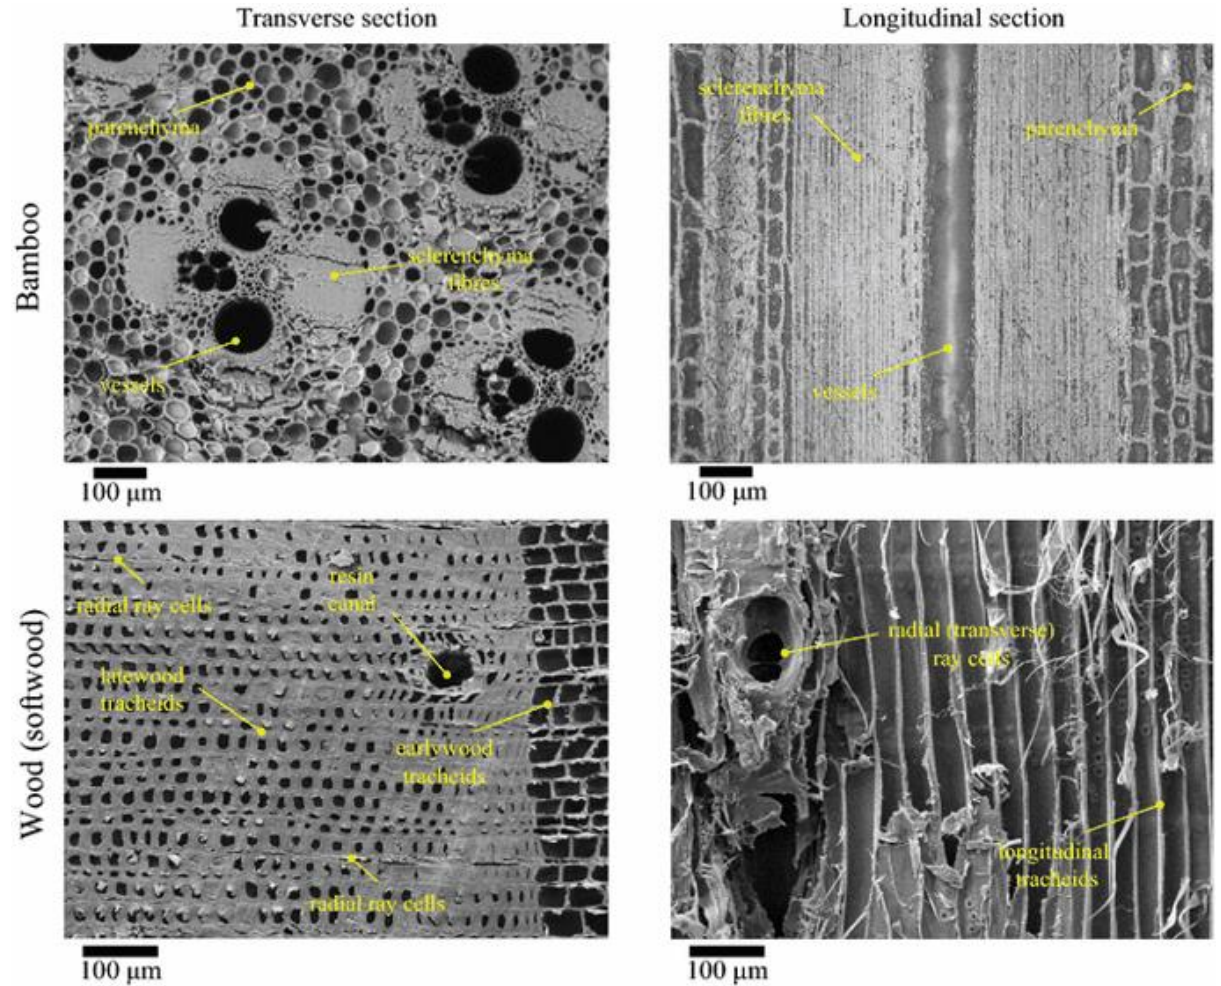 Transverse section
Longitudinal section
Bamboo
parenchyma
sclerenchyma
fibres
vessels
100 μm
sclerenchyma
fibres
parenchyma
vessels
100 μm
Wood (softwood)
radial ray cells
resin
canal
latewood
tracheids
earlywood
tracheids
radial ray cells
100 μm
radial (transverse)
ray cells
longitudinal
tracheids
100 μm